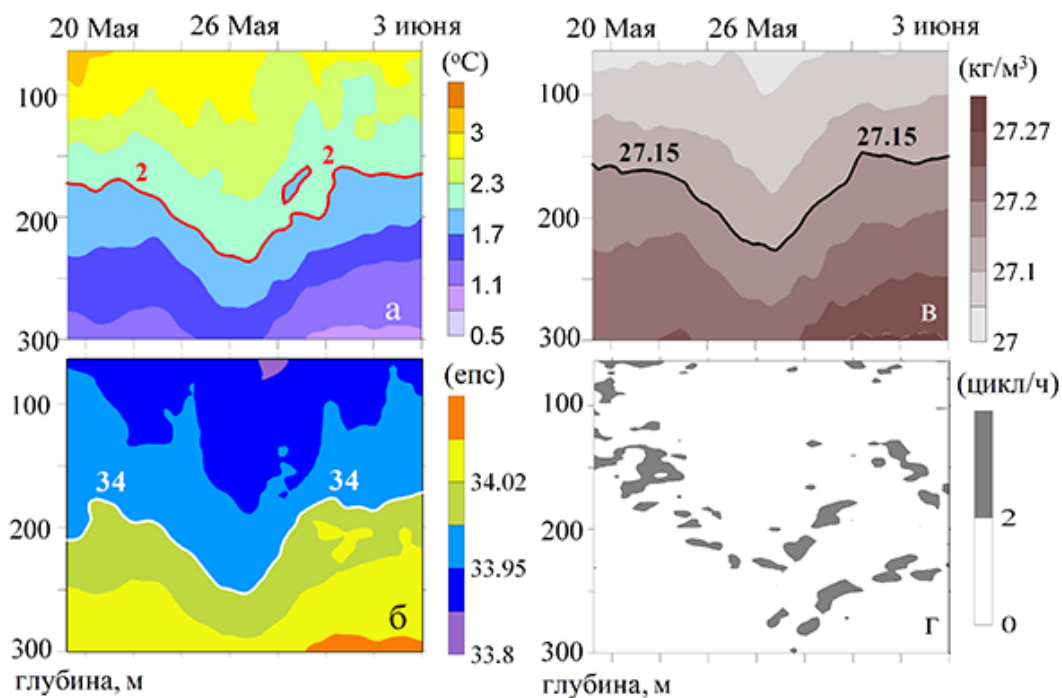 20 Мая 26 Мая 3 июня
20 Мая 26 Мая 3 июня
(°C)
(кг/м³)
100
200
300
2
2
3
2.3
1.7
1.1
0.5
а
100
200
300
27.15
27.15
27.27
27.2
27.1
27
в
(епс)
(цикл/ч)
100
200
300
34
34
34.02
33.95
33.8
б
100
200
300
2
0
г
глубина, м
глубина, м